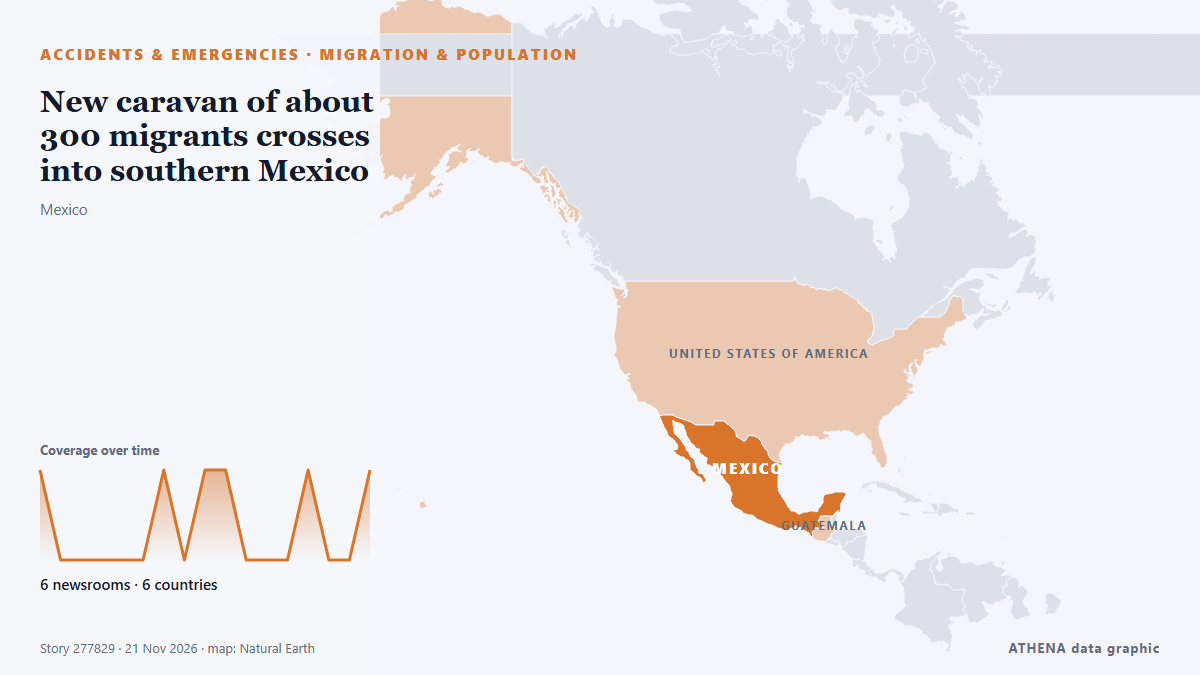 ACCIDENTS & EMERGENCIES · MIGRATION & POPULATION
New caravan of about
300 migrants crosses
into southern Mexico
Mexico
UNITED STATES OF AMERICA
MEXICO
GUATEMALA
Coverage over time
6 newsrooms · 6 countries
Story 277829 · 21 Nov 2026 · map: Natural Earth
ATHENA data graphic